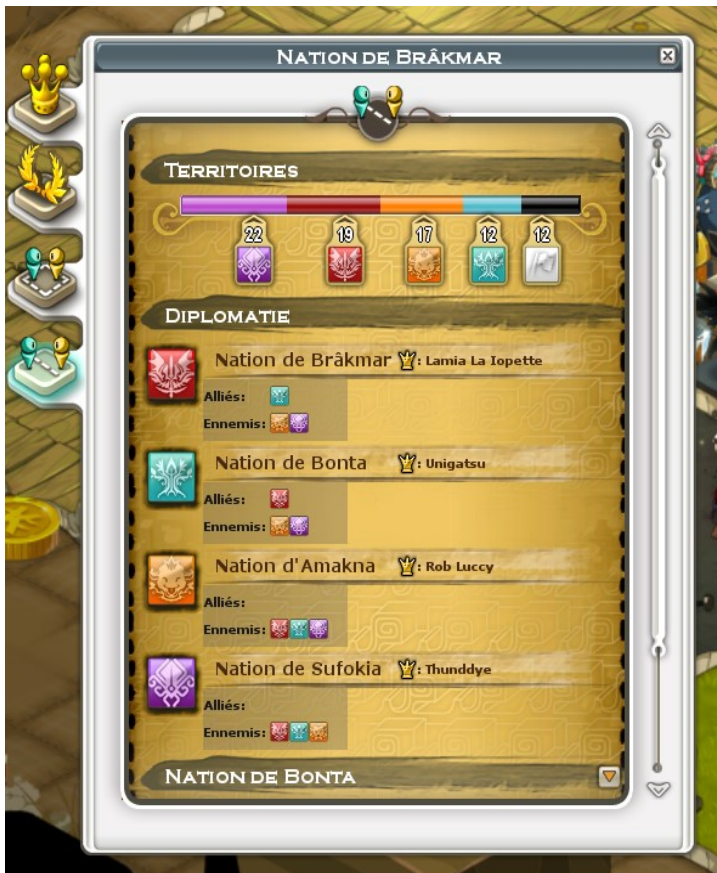 Nation de Brâkmar
Territoires
22 19 17 12 12
Diplomatie
Nation de Brâkmar : Lamia La Iopette
Alliés:
Ennemis:
Nation de Bonta : Unigatsu
Alliés:
Ennemis:
Nation d'Amakna : Rob Luccy
Alliés:
Ennemis:
Nation de Sufokia : Thunddye
Alliés:
Ennemis:
Nation de Bonta